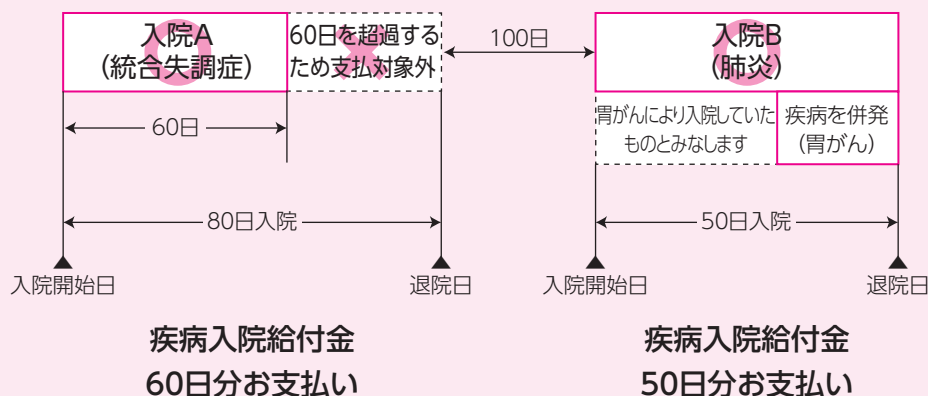 入院A
(統合失調症)
60日を超過する
ため支払対象外
100日
入院B
(肺炎)
胃がんにより入院していた
ものとみなします
疾病を併発
(胃がん)
60日
80日入院
50日入院
入院開始日
退院日
入院開始日
退院日
疾病入院給付金
60日分お支払い
疾病入院給付金
50日分お支払い